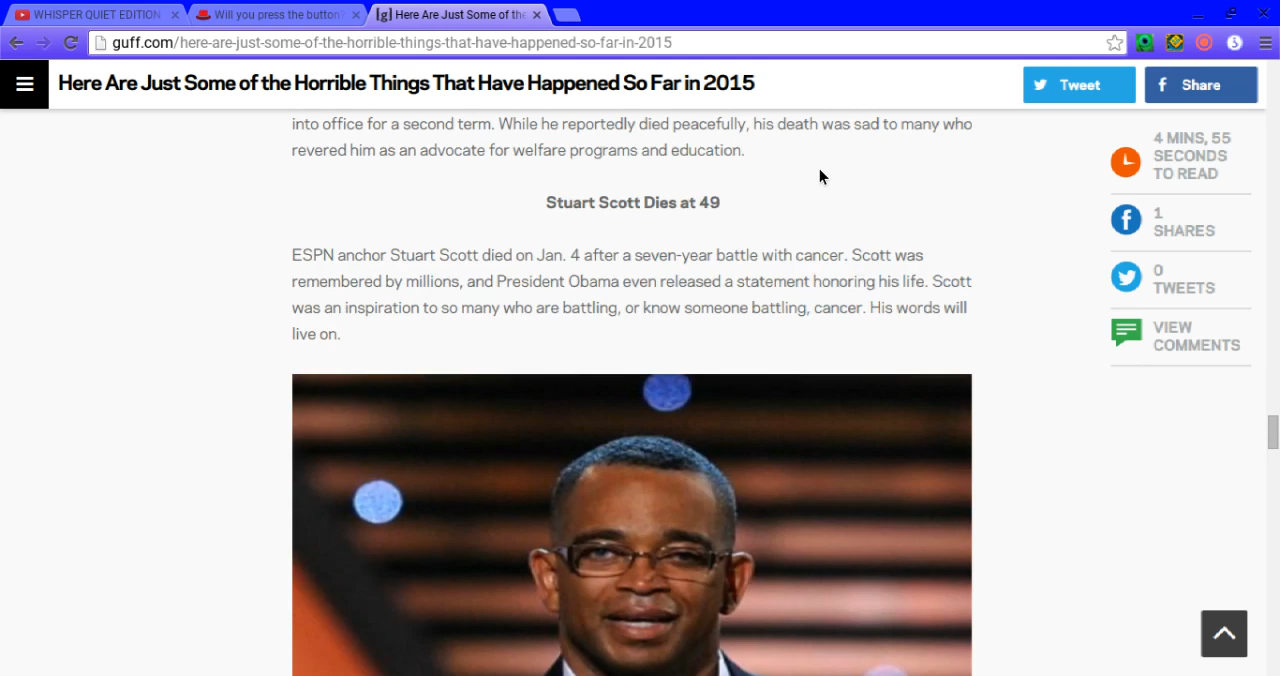 WHISPER QUIET EDITION
Will you press the button?
[g] Here Are Just Some of the
guff.com/here-are-just-some-of-the-horrible-things-that-have-happened-so-far-in-2015
Here Are Just Some of the Horrible Things That Have Happened So Far in 2015
Tweet
Share
into office for a second term. While he reportedly died peacefully, his death was sad to many who
revered him as an advocate for welfare programs and education.
Stuart Scott Dies at 49
ESPN anchor Stuart Scott died on Jan. 4 after a seven-year battle with cancer. Scott was
remembered by millions, and President Obama even released a statement honoring his life. Scott
was an inspiration to so many who are battling, or know someone battling, cancer. His words will
live on.
4 MINS, 55
SECONDS
TO READ
1
SHARES
0
TWEETS
VIEW
COMMENTS